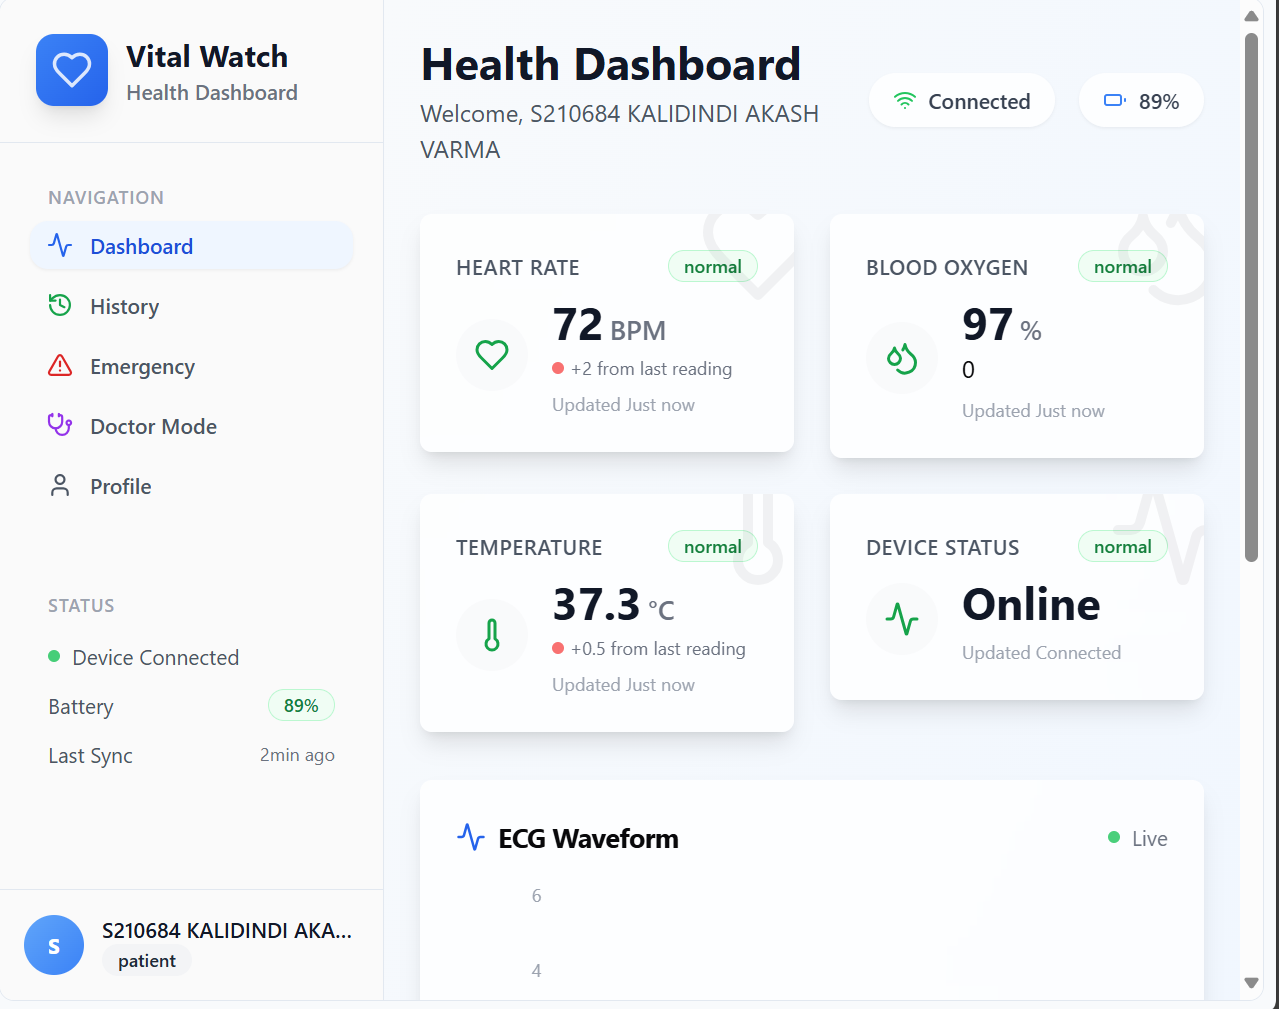 Vital Watch
Health Dashboard
NAVIGATION
Dashboard
History
Emergency
Doctor Mode
Profile
STATUS
Device Connected
Battery 89%
Last Sync 2min ago
S
S210684 KALIDINDI AKA...
patient
Health Dashboard
Welcome, S210684 KALIDINDI AKASH
VARMA
Connected
89%
HEART RATE normal
72 BPM
+2 from last reading
Updated Just now
BLOOD OXYGEN normal
97 %
0
Updated Just now
TEMPERATURE normal
37.3 °C
+0.5 from last reading
Updated Just now
DEVICE STATUS normal
Online
Updated Connected
ECG Waveform Live
6
4